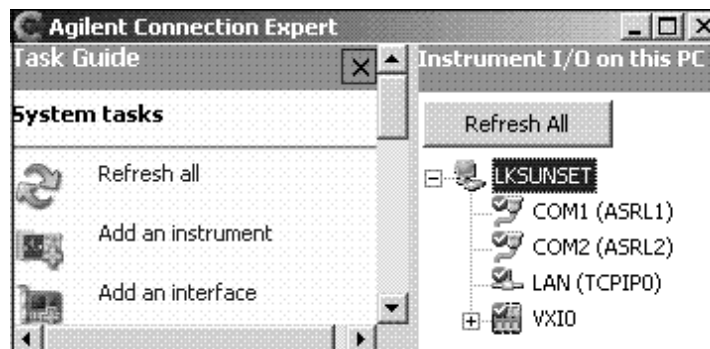 Agilent Connection Expert
Task Guide
System tasks
Refresh all
Add an instrument
Add an interface
Instrument I/O on this PC
Refresh All
LKSUNSET
COM1 (ASRL1)
COM2 (ASRL2)
LAN (TCPIP0)
VXI0